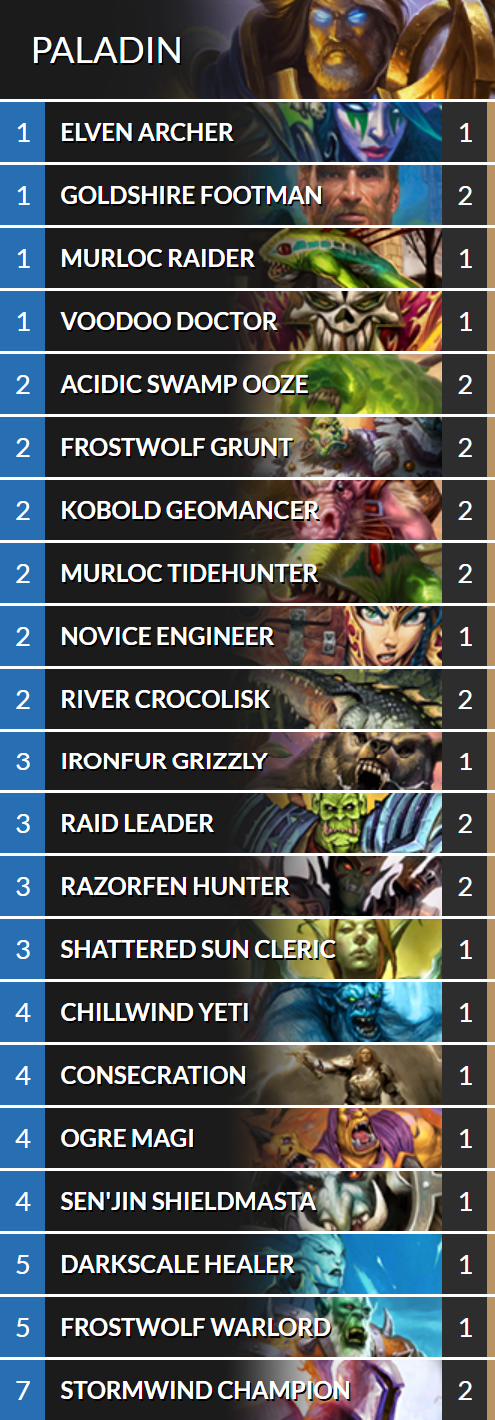 PALADIN
1 ELVEN ARCHER 1
1 GOLDSHIRE FOOTMAN 2
1 MURLOC RAIDER 1
1 VOODOO DOCTOR 1
2 ACIDIC SWAMP OOZE 2
2 FROSTWOLF GRUNT 2
2 KOBOLD GEOMANCER 2
2 MURLOC TIDEHUNTER 2
2 NOVICE ENGINEER 1
2 RIVER CROCOLISK 2
3 IRONFUR GRIZZLY 1
3 RAID LEADER 2
3 RAZORFEN HUNTER 2
3 SHATTERED SUN CLERIC 1
4 CHILLWIND YETI 1
4 CONSECRATION 1
4 OGRE MAGI 1
4 SEN'JIN SHIELDMASTA 1
5 DARKSCALE HEALER 1
5 FROSTWOLF WARLORD 1
7 STORMWIND CHAMPION 2